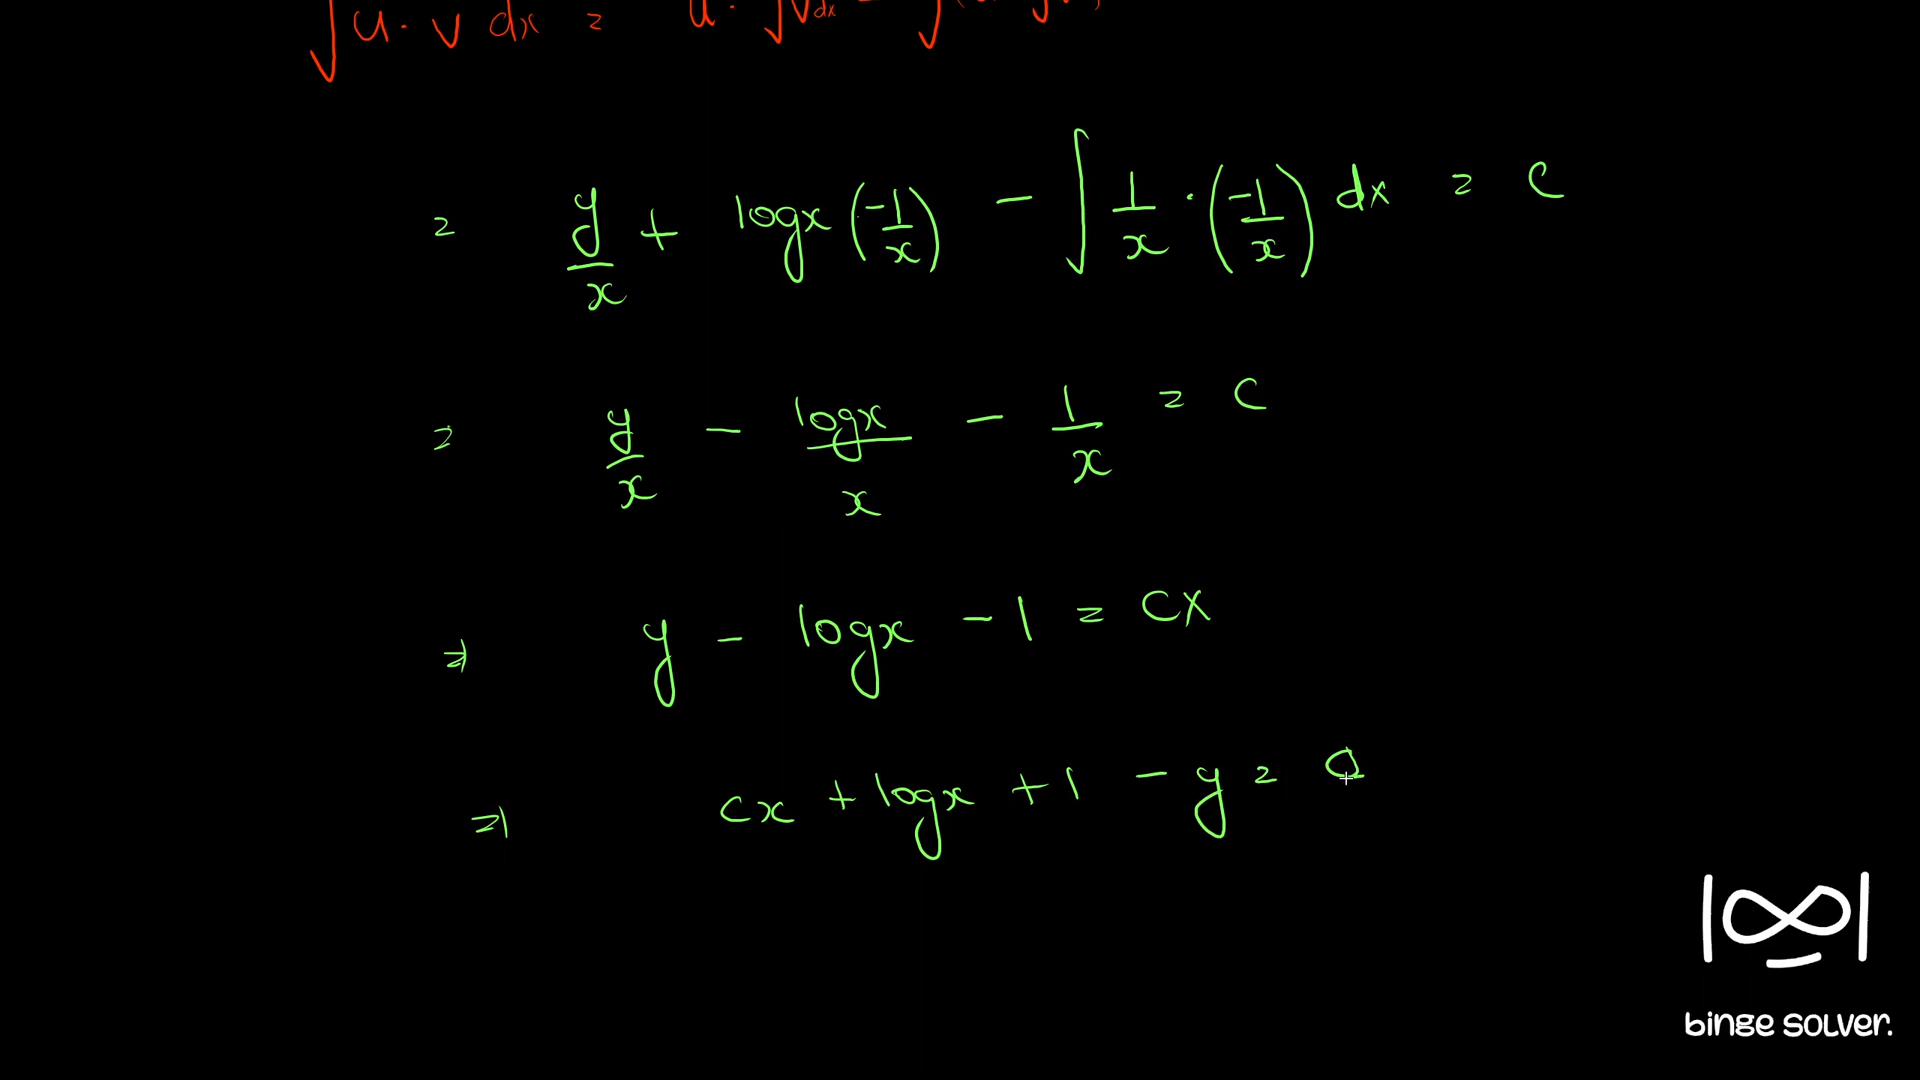 ∫ u · v dx = u · ∫ v dx − ∫
= y/x + logx (−1/x) − ∫ 1/x · (−1/x) dx = C
= y/x − logx/x − 1/x = C
⇒ y − logx − 1 = Cx
⇒ cx + logx + 1 − y = 0
binge solver.